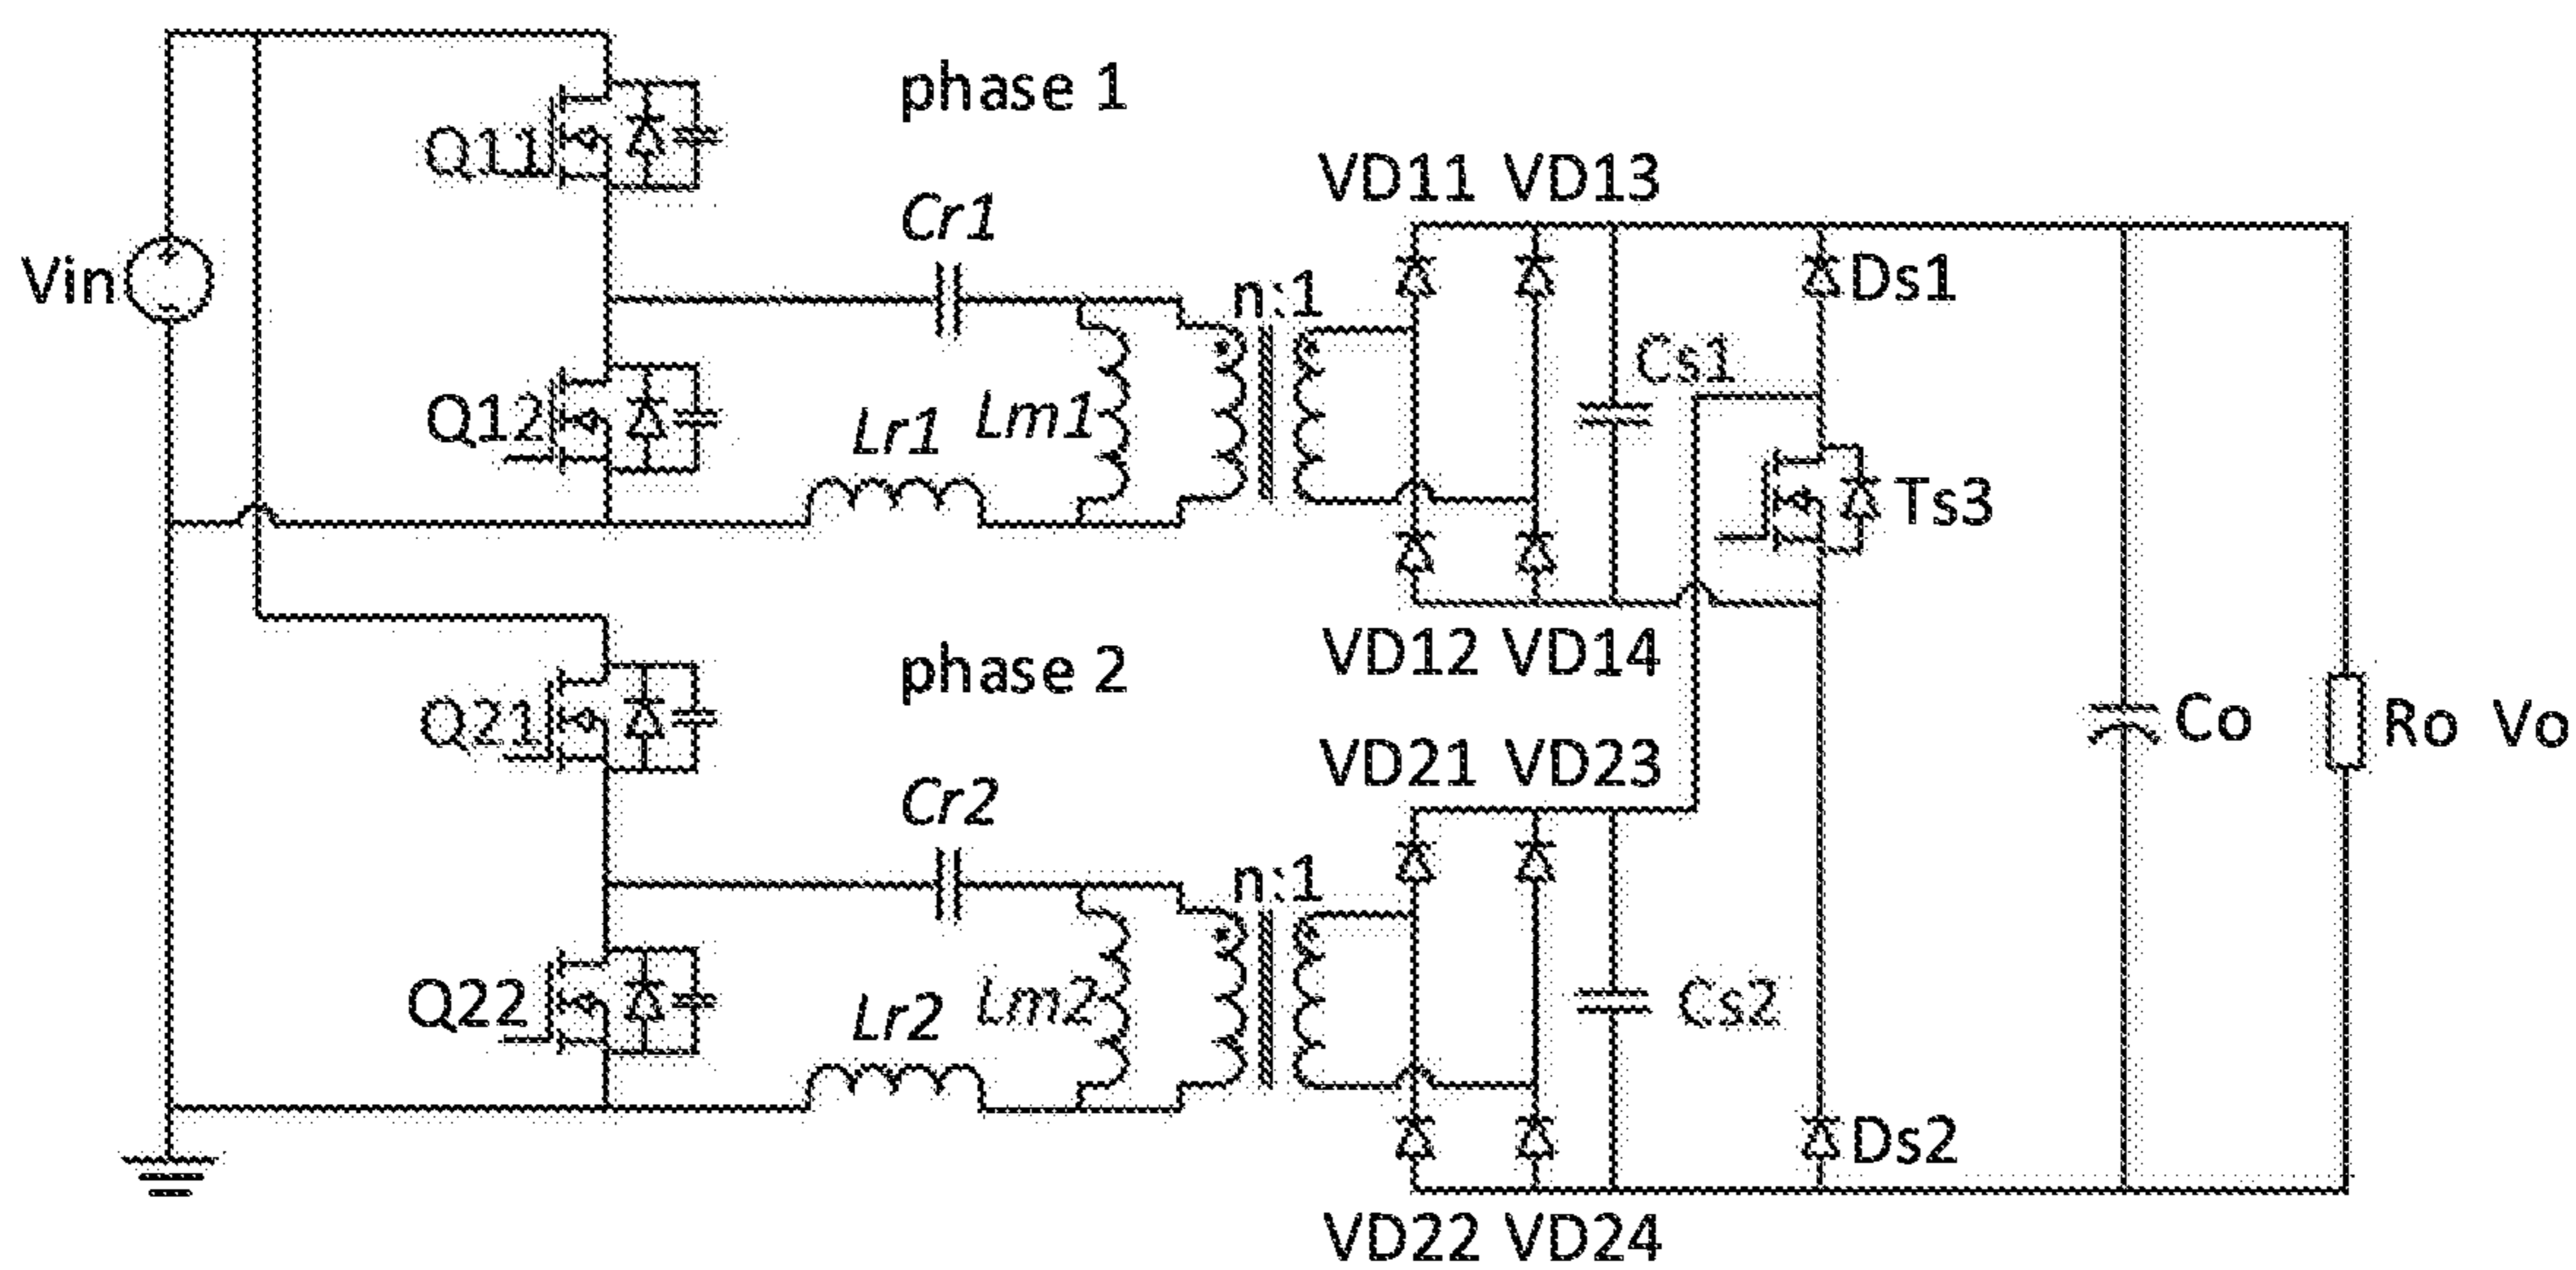 phase 1
Q11
VD11 VD13
Cr1
Vin
n:1
Ds1
Cs1
Q12
Lr1
Lm1
Ts3
VD12 VD14
phase 2
Q21
Co
Ro Vo
VD21 VD23
Cr2
n:1
Q22
Lr2
Lm2
Cs2
Ds2
VD22 VD24